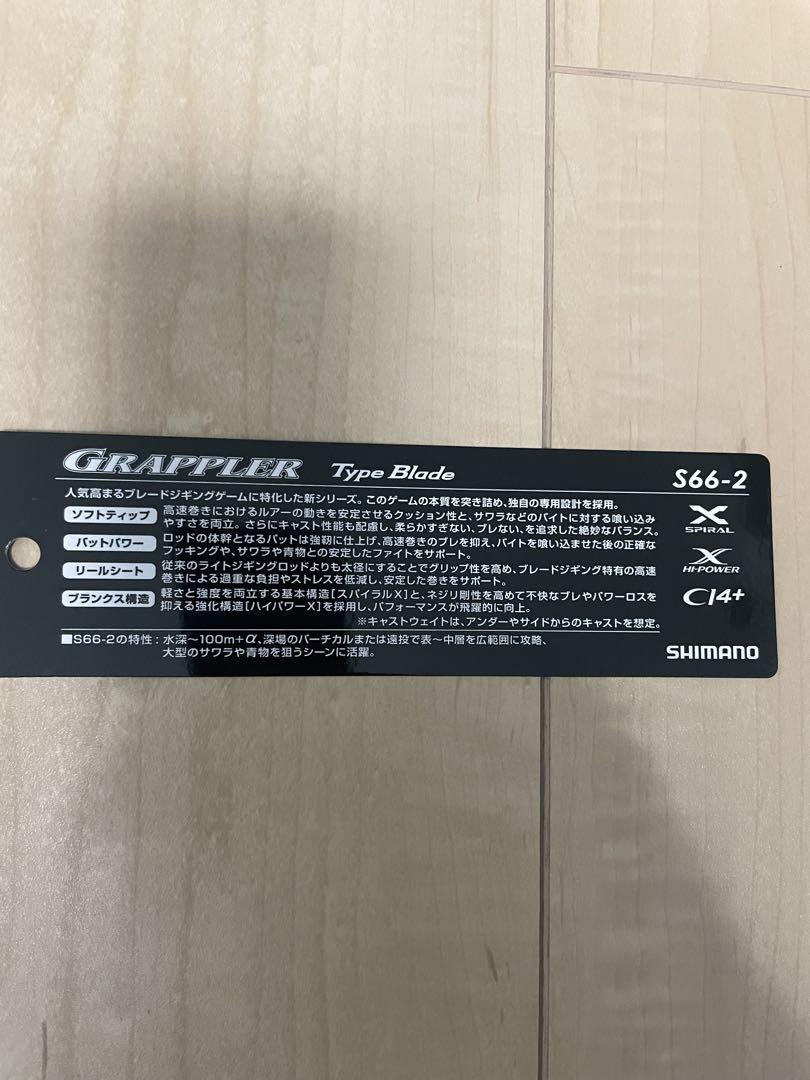 GRAPPLER Type Blade S66-2
人気高まるブレードジギングゲームに特化した新シリーズ。このゲームの本質を突き詰め、独自の専用設計を採用。
ソフトティップ 高速巻きにおけるルアーの動きを安定させるクッション性と、サワラなどのバイトに対する喰い込み
やすさを両立。さらにキャスト性能も配慮し、柔らかすぎない、ブレない、を追求した絶妙なバランス。
X SPIRAL
バットパワー ロッドの体幹となるバットは強靭に仕上げ、高速巻きのブレを抑え、バイトを喰い込ませた後の正確な
フッキングや、サワラや青物との安定したファイトをサポート。
X HI-POWER
リールシート 従来のライトジギングロッドよりも太径にすることでグリップ性を高め、ブレードジギング特有の高速
巻きによる過重な負担やストレスを低減し、安定した巻きをサポート。
ブランクス構造 軽さと強度を両立する基本構造[スパイラルX]と、ネジリ剛性を高めて不快なブレやパワーロスを
抑える強化構造[ハイパワーX]を採用し、パフォーマンスが飛躍的に向上。
CI4+
※キャストウェイトは、アンダーやサイドからのキャストを想定。
■S66-2の特性：水深～100m+α、深場のバーチカルまたは遠投で表～中層を広範囲に攻略、
大型のサワラや青物を狙うシーンに活躍。
SHIMANO